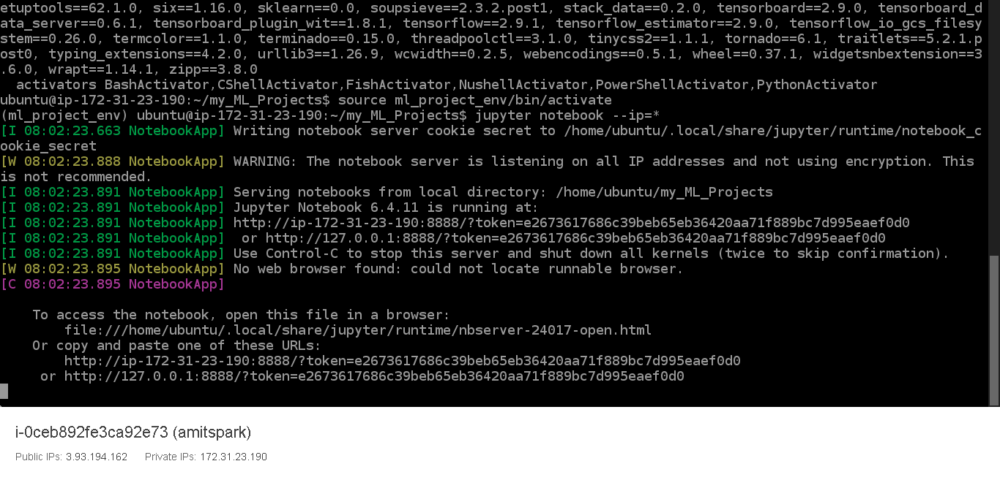 etuptools==62.1.0, six==1.16.0, sklearn==0.0, soupsieve==2.3.2.post1, stack_data==0.2.0, tensorboard==2.9.0, tensorboard_d
ata_server==0.6.1, tensorboard_plugin_wit==1.8.1, tensorflow==2.9.1, tensorflow_estimator==2.9.0, tensorflow_io_gcs_filesy
stem==0.26.0, termcolor==1.1.0, terminado==0.15.0, threadpoolctl==3.1.0, tinycss2==1.1.1, tornado==6.1, traitlets==5.2.1.p
ost0, typing_extensions==4.2.0, urllib3==1.26.9, wcwidth==0.2.5, webencodings==0.5.1, wheel==0.37.1, widgetsnbextension==3
.6.0, wrapt==1.14.1, zipp==3.8.0
  activators BashActivator,CShellActivator,FishActivator,NushellActivator,PowerShellActivator,PythonActivator
ubuntu@ip-172-31-23-190:~/my_ML_Projects$ source ml_project_env/bin/activate
(ml_project_env) ubuntu@ip-172-31-23-190:~/my_ML_Projects$ jupyter notebook --ip=*
[I 08:02:23.663 NotebookApp] Writing notebook server cookie secret to /home/ubuntu/.local/share/jupyter/runtime/notebook_c
ookie_secret
[W 08:02:23.888 NotebookApp] WARNING: The notebook server is listening on all IP addresses and not using encryption. This
is not recommended.
[I 08:02:23.891 NotebookApp] Serving notebooks from local directory: /home/ubuntu/my_ML_Projects
[I 08:02:23.891 NotebookApp] Jupyter Notebook 6.4.11 is running at:
[I 08:02:23.891 NotebookApp] http://ip-172-31-23-190:8888/?token=e2673617686c39beb65eb36420aa71f889bc7d995eaef0d0
[I 08:02:23.891 NotebookApp]  or http://127.0.0.1:8888/?token=e2673617686c39beb65eb36420aa71f889bc7d995eaef0d0
[I 08:02:23.891 NotebookApp] Use Control-C to stop this server and shut down all kernels (twice to skip confirmation).
[W 08:02:23.895 NotebookApp] No web browser found: could not locate runnable browser.
[C 08:02:23.895 NotebookApp]
    To access the notebook, open this file in a browser:
        file:///home/ubuntu/.local/share/jupyter/runtime/nbserver-24017-open.html
    Or copy and paste one of these URLs:
        http://ip-172-31-23-190:8888/?token=e2673617686c39beb65eb36420aa71f889bc7d995eaef0d0
     or http://127.0.0.1:8888/?token=e2673617686c39beb65eb36420aa71f889bc7d995eaef0d0
i-0ceb892fe3ca92e73 (amitspark)
Public IPs: 3.93.194.162 Private IPs: 172.31.23.190